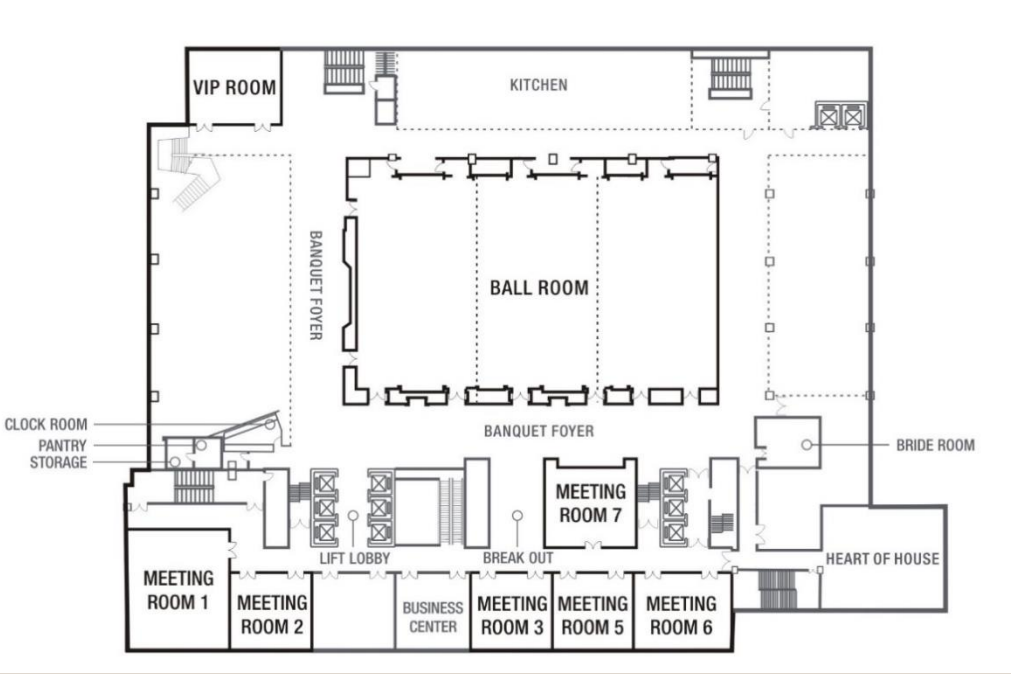 VIP ROOM
KITCHEN
BANQUET FOYER
BALL ROOM
CLOCK ROOM
PANTRY
STORAGE
BANQUET FOYER
BRIDE ROOM
MEETING
ROOM 7
LIFT LOBBY
BREAK OUT
HEART OF HOUSE
MEETING
ROOM 1
MEETING
ROOM 2
BUSINESS
CENTER
MEETING
ROOM 3
MEETING
ROOM 5
MEETING
ROOM 6